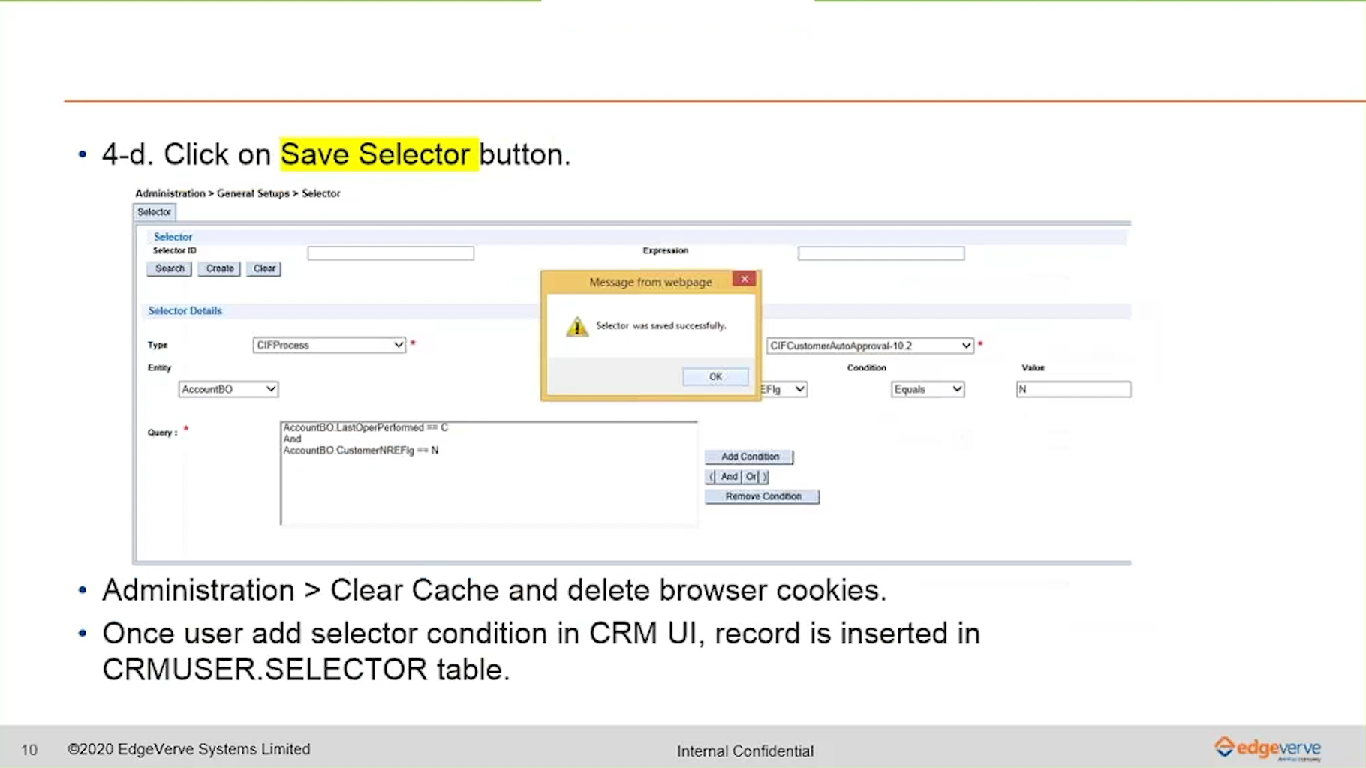 • 4-d. Click on Save Selector button.
Administration > General Setups > Selector
Selector
Selector
Selector ID
Expression
Search Create Clear
Message from webpage
Selector was saved successfully.
OK
Selector Details
Type CIFProcess * CIFCustomerAutoApproval-10.2 *
Entity Condition Value
AccountBO EFlg Equals N
Query : *
AccountBO.LastOperPerformed == C
And
AccountBO.CustomerNREFlg == N
Add Condition
( And Or )
Remove Condition
• Administration > Clear Cache and delete browser cookies.
• Once user add selector condition in CRM UI, record is inserted in
CRMUSER.SELECTOR table.
10 ©2020 EdgeVerve Systems Limited Internal Confidential edgeverve